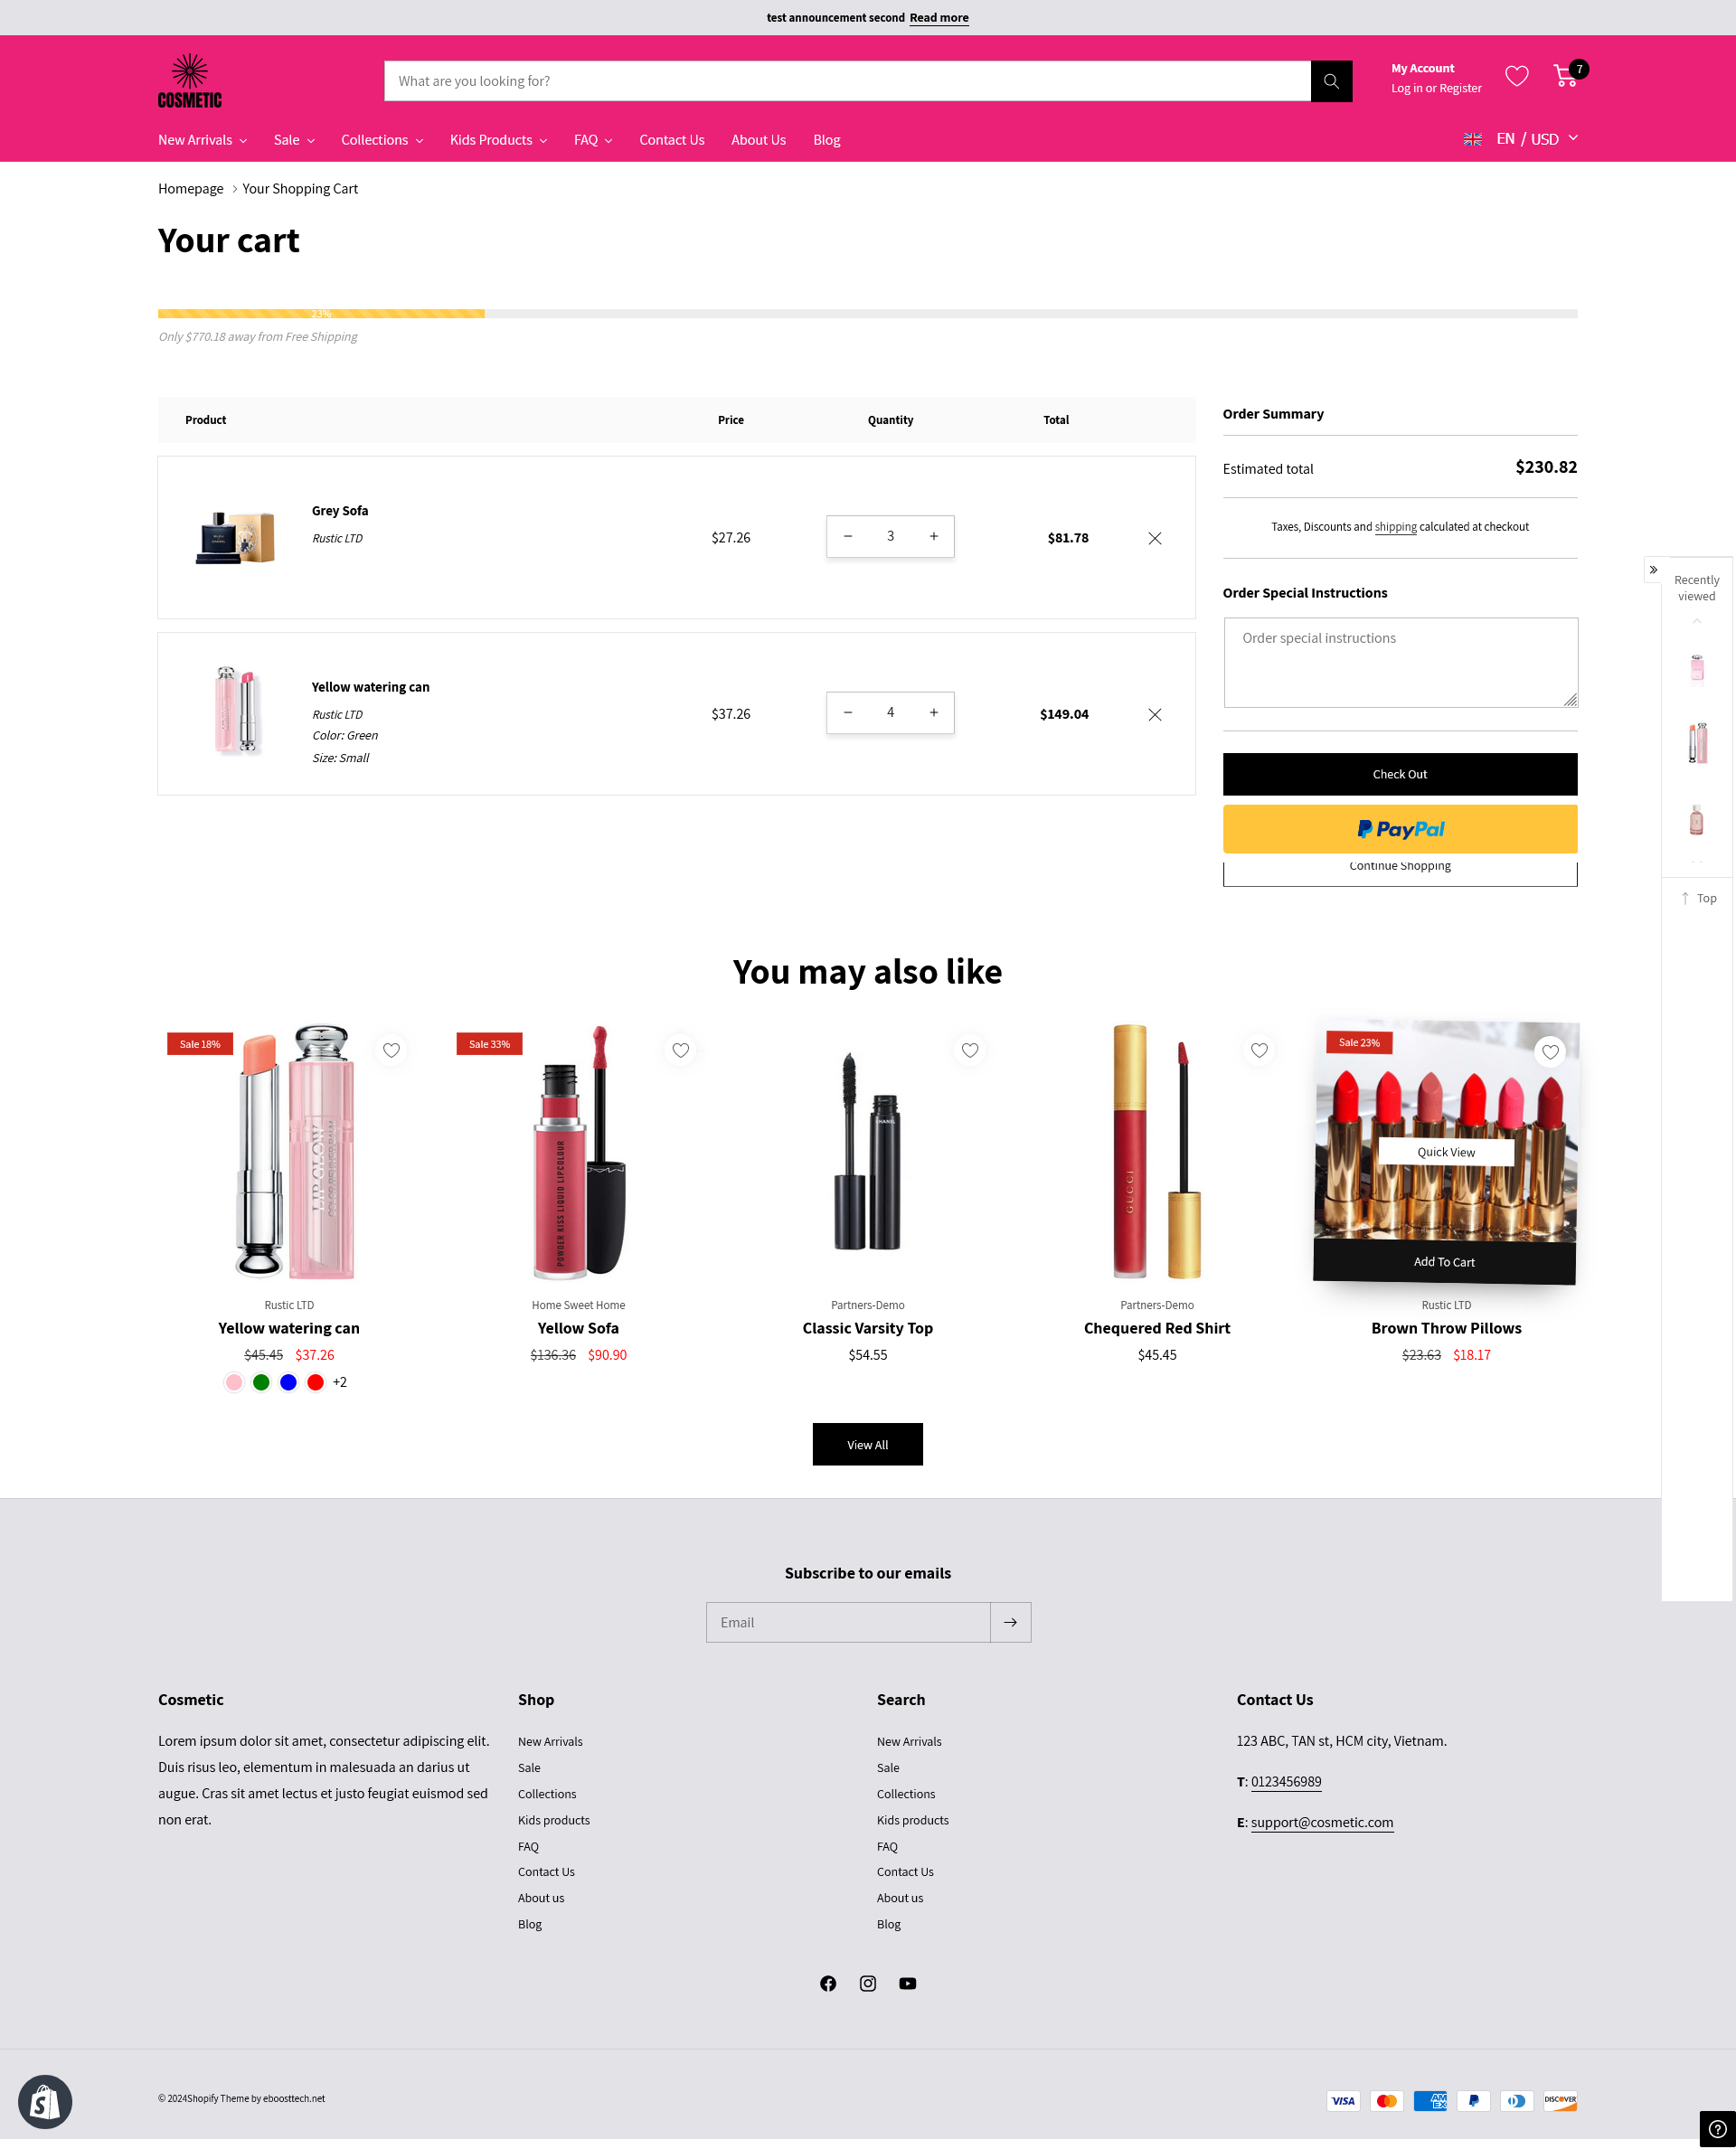 test announcement second Read more
COSMETIC
What are you looking for?
My Account
Log in or Register
7
New Arrivals
Sale
Collections
Kids Products
FAQ
Contact Us
About Us
Blog
EN / USD
Homepage
Your Shopping Cart
Your cart
23%
Only $770.18 away from Free Shipping
Product
Price
Quantity
Total
Grey Sofa
Rustic LTD
$27.26
− 3 +
$81.78
Yellow watering can
Rustic LTD
Color: Green
Size: Small
$37.26
− 4 +
$149.04
Order Summary
Estimated total
$230.82
Taxes, Discounts and shipping calculated at checkout
Order Special Instructions
Order special instructions
Check Out
PayPal
Continue Shopping
Recently
viewed
Top
You may also like
Sale 18%
Rustic LTD
Yellow watering can
$45.45 $37.26
+2
Sale 33%
POWDER KISS LIQUID LIPCOLOUR
Home Sweet Home
Yellow Sofa
$136.36 $90.90
CHANEL
Partners-Demo
Classic Varsity Top
$54.55
GUCCI
Partners-Demo
Chequered Red Shirt
$45.45
Sale 23%
Quick View
Add To Cart
Rustic LTD
Brown Throw Pillows
$23.63 $18.17
View All
Subscribe to our emails
Email
Cosmetic
Lorem ipsum dolor sit amet, consectetur adipiscing elit.
Duis risus leo, elementum in malesuada an darius ut
augue. Cras sit amet lectus et justo feugiat euismod sed
non erat.
Shop
New Arrivals
Sale
Collections
Kids products
FAQ
Contact Us
About us
Blog
Search
New Arrivals
Sale
Collections
Kids products
FAQ
Contact Us
About us
Blog
Contact Us
123 ABC, TAN st, HCM city, Vietnam.
T: 0123456989
E: support@cosmetic.com
© 2024Shopify Theme by eboosttech.net
VISA
AM
EX
DISCOVER